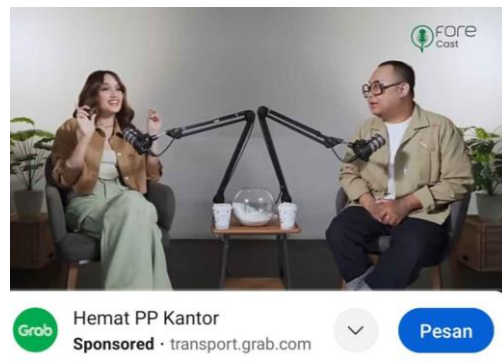 FORE
Cast
Grab
Hemat PP Kantor
Sponsored · transport.grab.com
Pesan